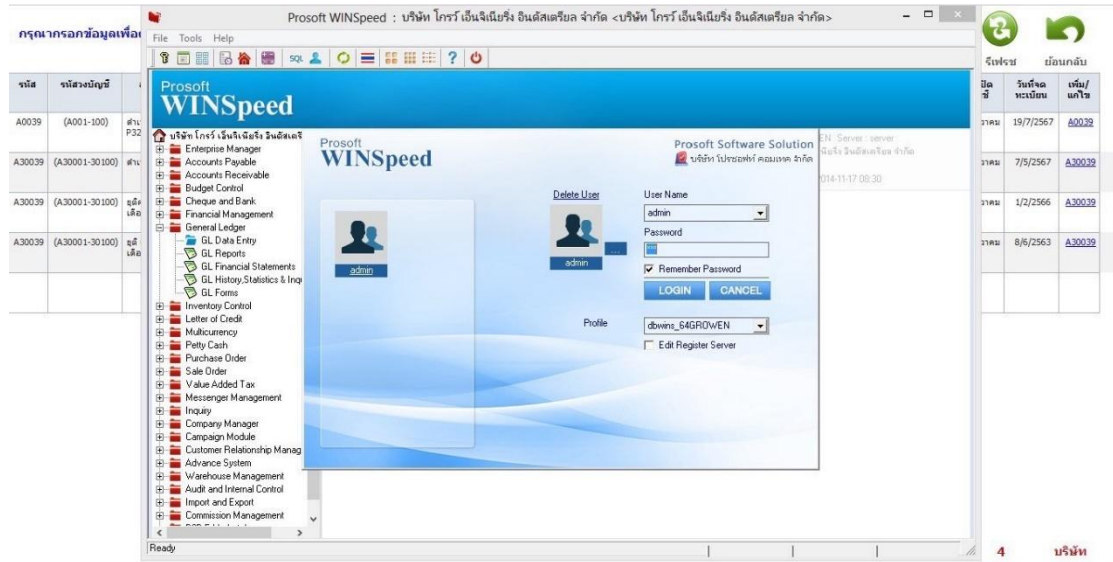 กรุณากรอกข้อมูลเพื่อ
Prosoft WINSpeed : บริษัท โกรว์ เอ็นจิเนียริ่ง อินดัสเตรียล จำกัด <บริษัท โกรว์ เอ็นจิเนียริ่ง อินดัสเตรียล จำกัด>
File Tools Help
SQL
รีเฟรช ย้อนกลับ
Prosoft
WINSpeed
รหัส รหัสวงบัญชี
วันที่จดทะเบียน เพิ่ม/แก้ไข
A0039 (A001-100) 19/7/2567 A0039
A30039 (A30001-30100) 7/5/2567 A30039
A30039 (A30001-30100) 1/2/2566 A30039
A30039 (A30001-30100) 8/6/2563 A30039
บริษัท โกรว์ เอ็นจิเนียริ่ง อินดัสเตรี
Enterprise Manager
Accounts Payable
Accounts Receivable
Budget Control
Cheque and Bank
Financial Management
General Ledger
GL Data Entry
GL Reports
GL Financial Statements
GL History,Statistics & Inqu
GL Forms
Inventory Control
Letter of Credit
Multicurrency
Petty Cash
Purchase Order
Sale Order
Value Added Tax
Messenger Management
Inquiry
Company Manager
Campaign Module
Customer Relationship Manag
Advance System
Warehouse Management
Audit and Internal Control
Import and Export
Commission Management
Prosoft
WINSpeed
Prosoft Software Solution
บริษัท โปรซอฟท์ คอมเทค จำกัด
EN Server : server
2014-11-17 08:30
admin
Delete User
admin
...
User Name
admin
Password
***
Remember Password
LOGIN CANCEL
Profile dbwins_64GROWEN
Edit Register Server
Ready
4 บริษัท